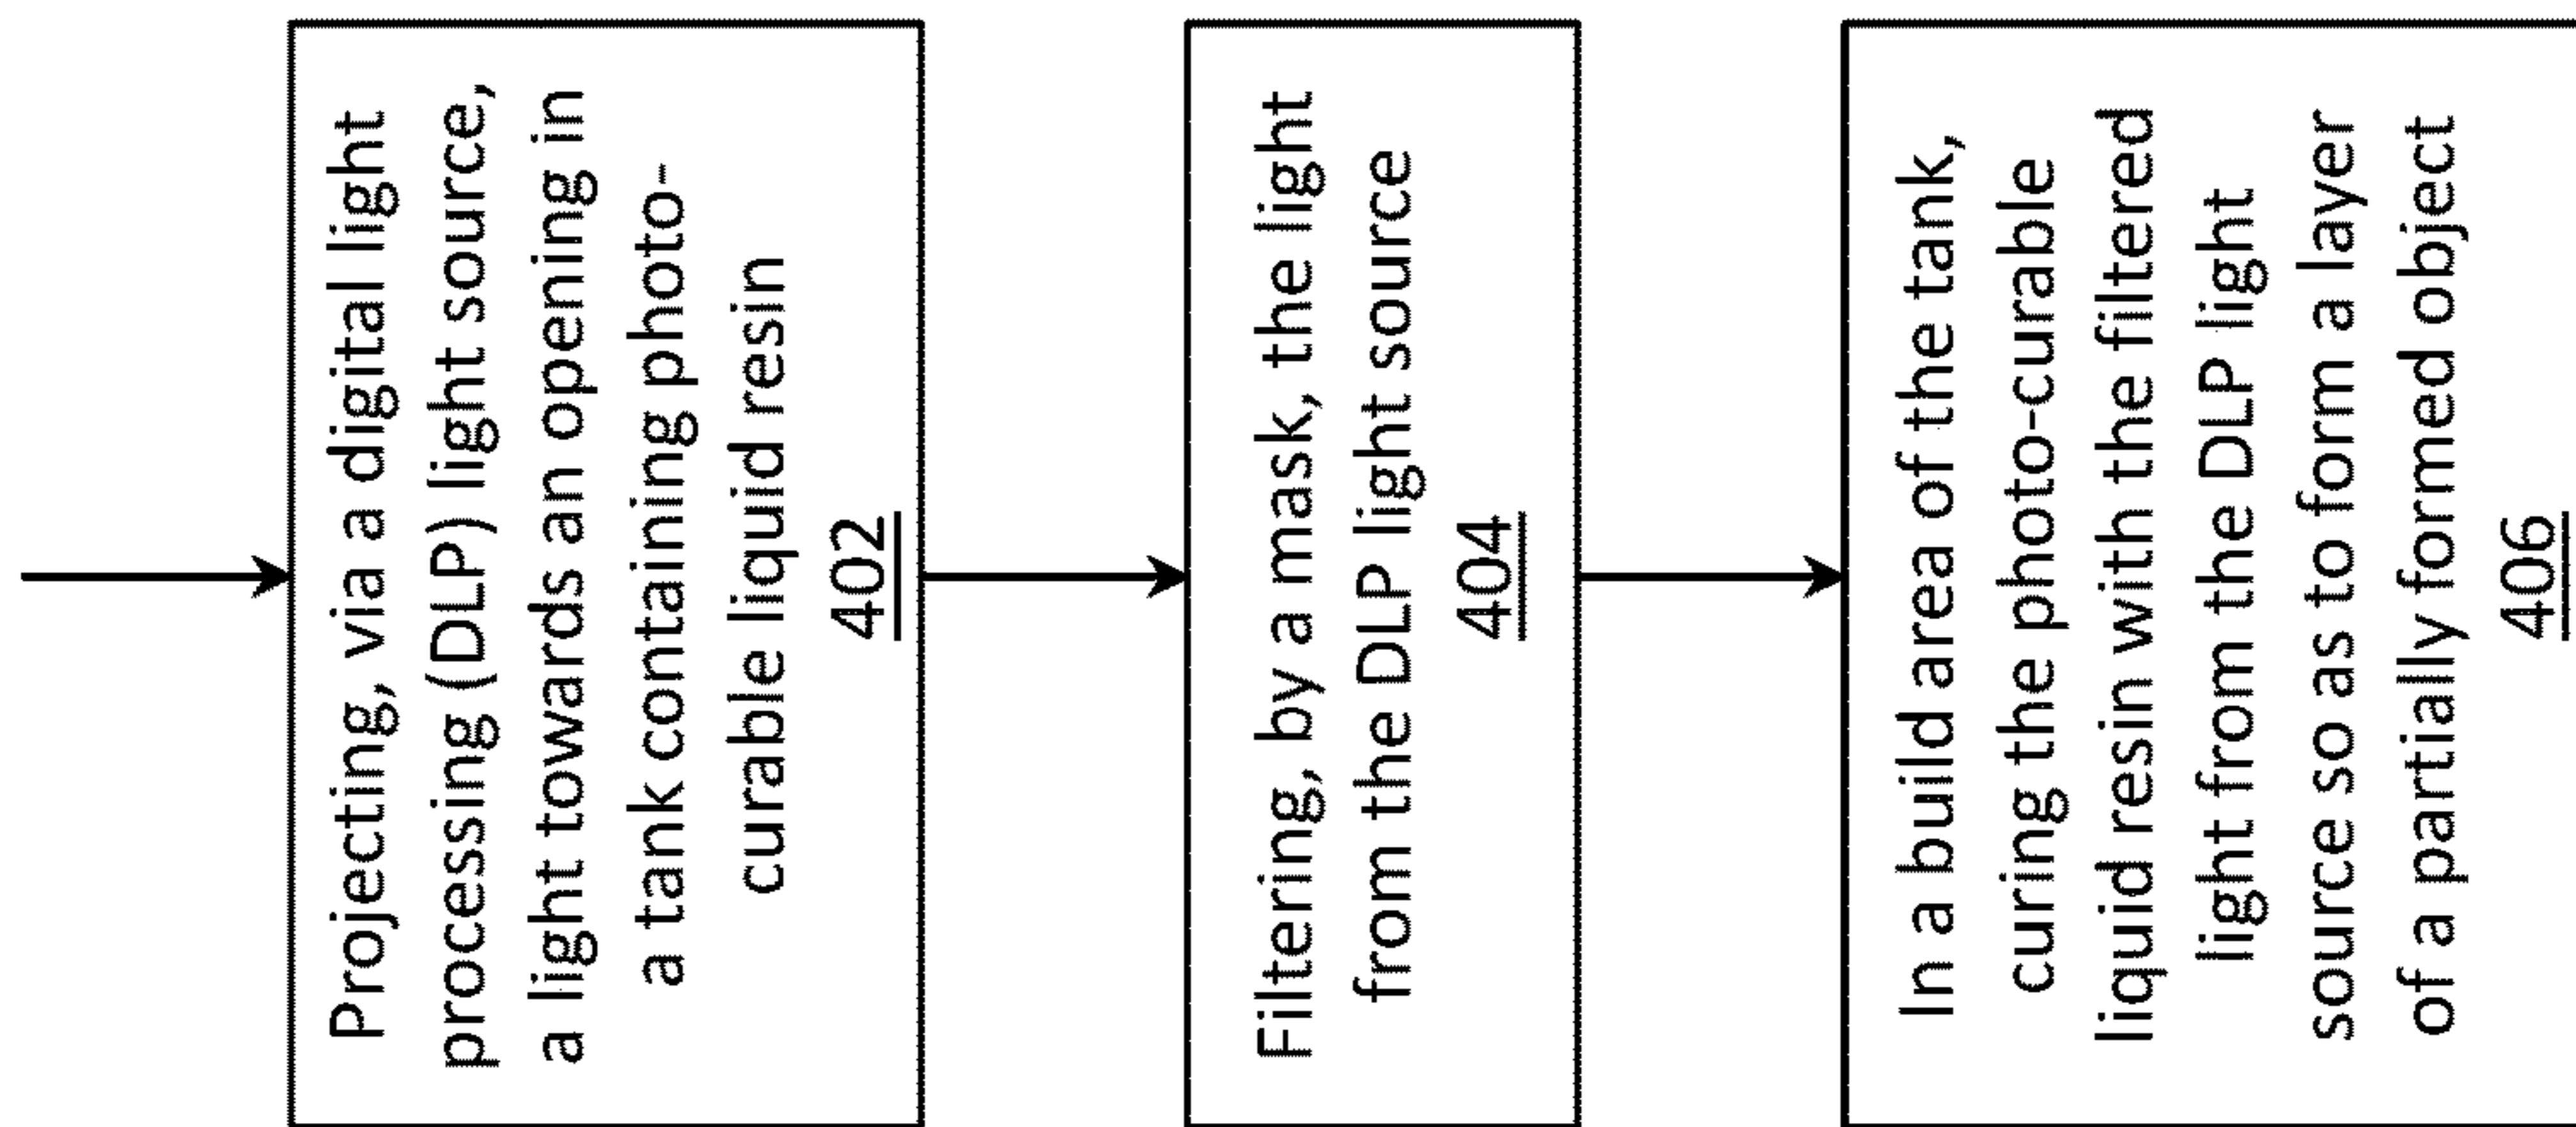 Projecting, via a digital light
processing (DLP) light source,
a light towards an opening in
a tank containing photo-
curable liquid resin
402
Filtering, by a mask, the light
from the DLP light source
404
In a build area of the tank,
curing the photo-curable
liquid resin with the filtered
light from the DLP light
source so as to form a layer
of a partially formed object
406